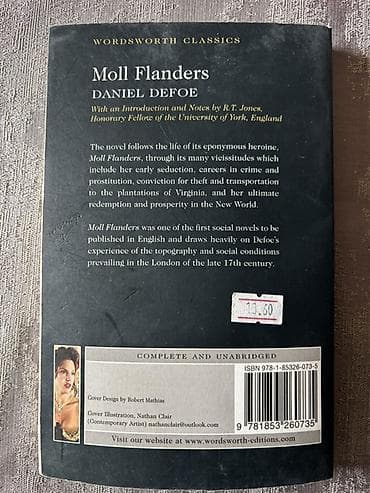 WORDSWORTH CLASSICS
Moll Flanders
DANIEL DEFOE
With an Introduction and Notes by R.T. Jones,
Honorary Fellow of the University of York, England
The novel follows the life of its eponymous heroine,
Moll Flanders, through its many vicissitudes which
include her early seduction, careers in crime and
prostitution, conviction for theft and transportation
to the plantations of Virginia, and her ultimate
redemption and prosperity in the New World.
Moll Flanders was one of the first social novels to be
published in English and draws heavily on Defoe's
experience of the topography and social conditions
prevailing in the London of the late 17th century.
13.60
COMPLETE AND UNABRIDGED
ISBN 978-1-85326-073-5
Cover Design by Robert Mathias
Cover Illustration, Nathan Clair
(Contemporary Artist) nathanclair@outlook.com
9 781853 260735
Visit our website at www.wordsworth-editions.com